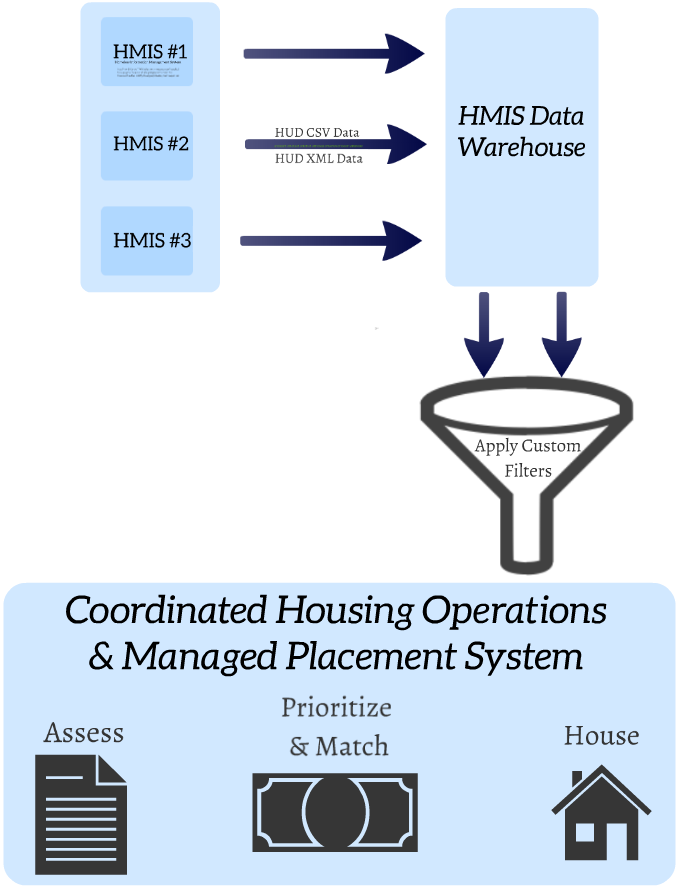 HMIS #1
HMIS #2
HMIS #3
HUD CSV Data
HUD XML Data
HMIS Data
Warehouse
Apply Custom
Filters
Coordinated Housing Operations
& Managed Placement System
Assess
Prioritize
& Match
House